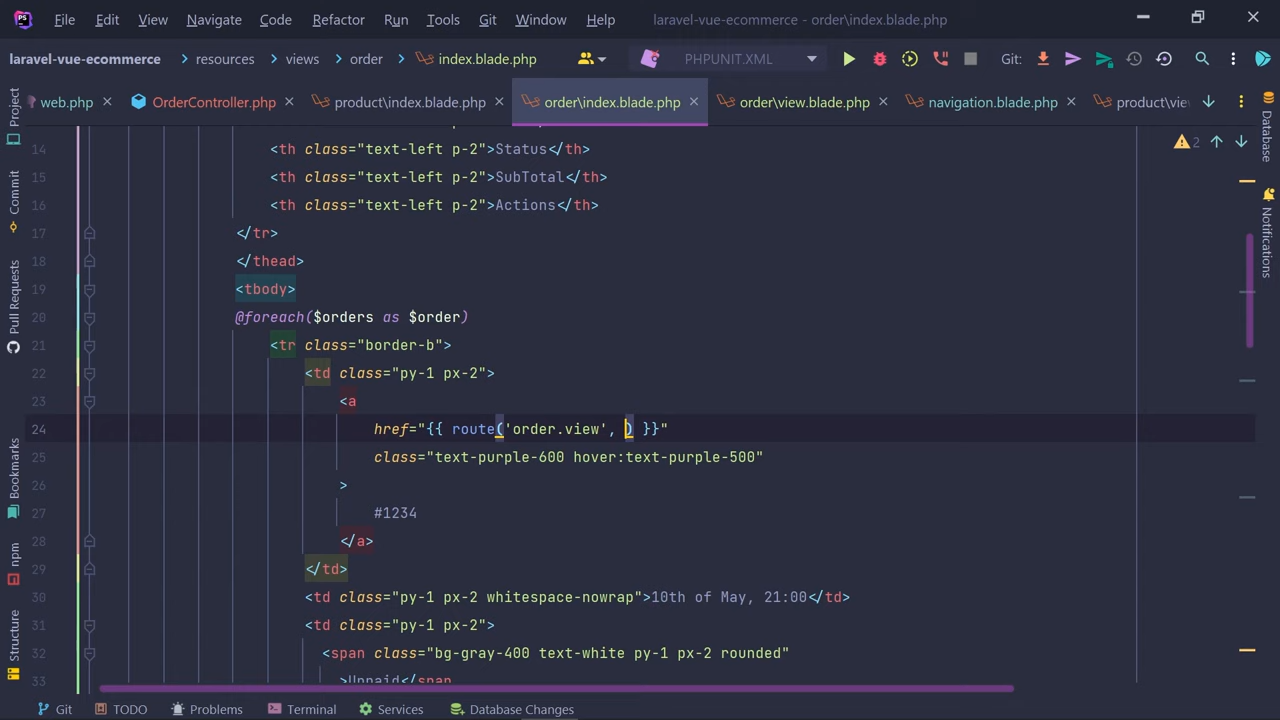 File Edit View Navigate Code Refactor Run Tools Git Window Help laravel-vue-ecommerce - order\index.blade.php
laravel-vue-ecommerce resources views order index.blade.php PHPUNIT.XML Git:
web.php OrderController.php product\index.blade.php order\index.blade.php order\view.blade.php navigation.blade.php product\vie
Project
Commit
Pull Requests
Bookmarks
npm
Structure
Database
Notifications
2
14 <th class="text-left p-2">Status</th>
15 <th class="text-left p-2">SubTotal</th>
16 <th class="text-left p-2">Actions</th>
17 </tr>
18 </thead>
19 <tbody>
20 @foreach($orders as $order)
21 <tr class="border-b">
22 <td class="py-1 px-2">
23 <a
24 href="{{ route('order.view', ) }}"
25 class="text-purple-600 hover:text-purple-500"
26 >
27 #1234
28 </a>
29 </td>
30 <td class="py-1 px-2 whitespace-nowrap">10th of May, 21:00</td>
31 <td class="py-1 px-2">
32 <span class="bg-gray-400 text-white py-1 px-2 rounded"
33 >Unpaid</span
Git TODO Problems Terminal Services Database Changes